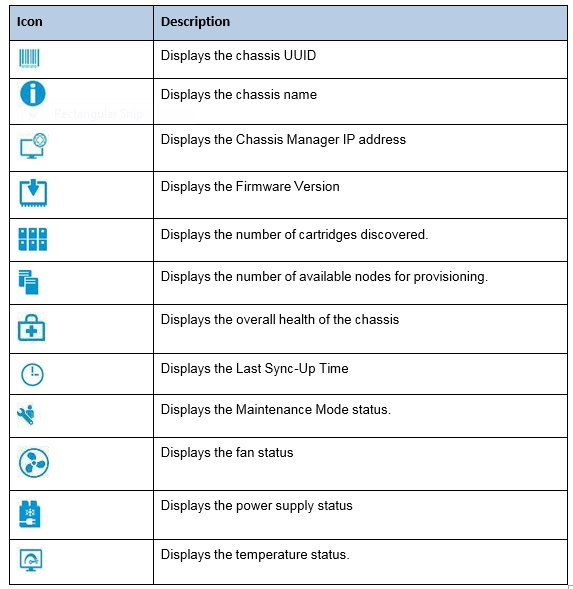 Icon Description
Displays the chassis UUID
Displays the chassis name
Rectangular Snip
Displays the Chassis Manager IP address
Displays the Firmware Version
Displays the number of cartridges discovered.
Displays the number of available nodes for provisioning.
Displays the overall health of the chassis
Displays the Last Sync-Up Time
Displays the Maintenance Mode status.
Displays the fan status
Displays the power supply status
Displays the temperature status.